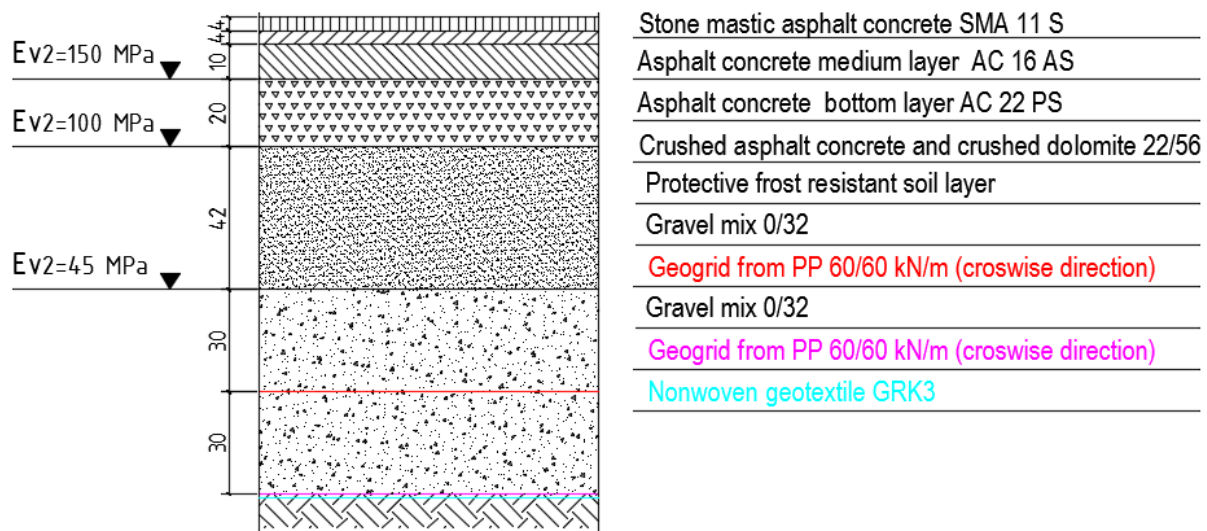 Stone mastic asphalt concrete SMA 11 S
Asphalt concrete medium layer AC 16 AS
Asphalt concrete bottom layer AC 22 PS
Crushed asphalt concrete and crushed dolomite 22/56
Protective frost resistant soil layer
Gravel mix 0/32
Geogrid from PP 60/60 kN/m (croswise direction)
Gravel mix 0/32
Geogrid from PP 60/60 kN/m (croswise direction)
Nonwoven geotextile GRK3
Ev2=150 MPa
Ev2=100 MPa
Ev2=45 MPa
4
4
10
20
42
30
30